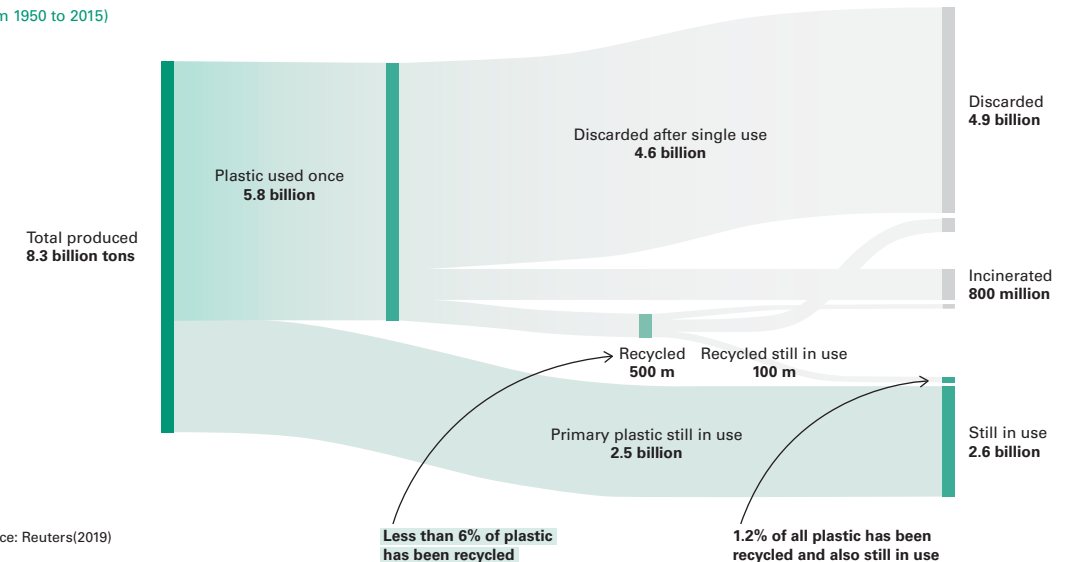 m 1950 to 2015)
Discarded
4.9 billion
Discarded after single use
4.6 billion
Plastic used once
5.8 billion
Total produced
8.3 billion tons
Incinerated
800 million
Recycled
500 m
Recycled still in use
100 m
Primary plastic still in use
2.5 billion
Still in use
2.6 billion
Less than 6% of plastic
has been recycled
1.2% of all plastic has been
recycled and also still in use
ce: Reuters(2019)